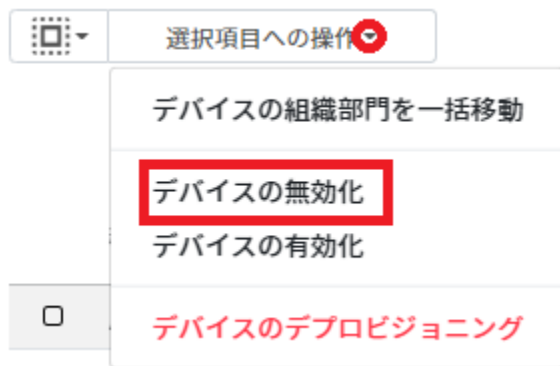 選択項目への操作
デバイスの組織部門を一括移動
デバイスの無効化
デバイスの有効化
デバイスのデプロビジョニング